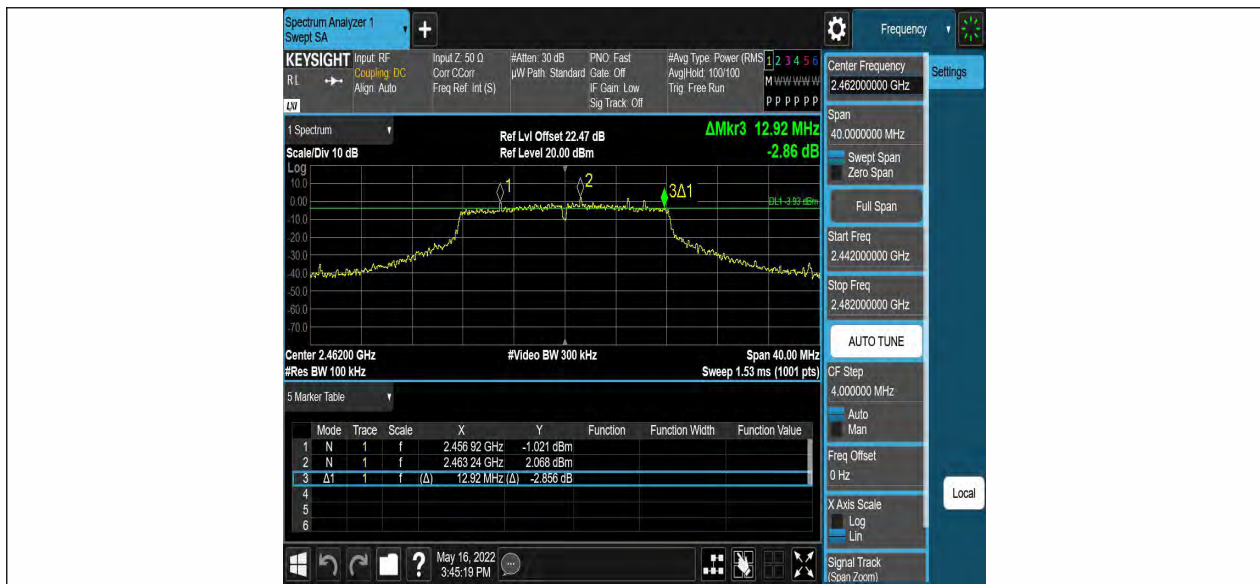 Spectrum Analyzer 1
Swept SA
+
Frequency
KEYSIGHT
RL
LXI
Input: RF
Coupling: DC
Align: Auto
Input Z: 50 Ω
Corr CCorr
Freq Ref: Int (S)
#Atten: 30 dB
µW Path: Standard
PNO: Fast
Gate: Off
IF Gain: Low
Sig Track: Off
#Avg Type: Power (RMS
Avg|Hold: 100/100
Trig: Free Run
1 2 3 4 5 6
M W W W W W
P P P P P P
1 Spectrum
Scale/Div 10 dB
Ref Lvl Offset 22.47 dB
Ref Level 20.00 dBm
ΔMkr3 12.92 MHz
-2.86 dB
Log
10.0
0.00
-10.0
-20.0
-30.0
-40.0
-50.0
-60.0
-70.0
1
2
3Δ1
DL1 -3.93 dBm
Center 2.46200 GHz
#Res BW 100 kHz
#Video BW 300 kHz
Span 40.00 MHz
Sweep 1.53 ms (1001 pts)
5 Marker Table
Mode Trace Scale X Y Function Function Width Function Value
1 N 1 f 2.456 92 GHz -1.021 dBm
2 N 1 f 2.463 24 GHz 2.068 dBm
3 Δ1 1 f (Δ) 12.92 MHz (Δ) -2.856 dB
4
5
6
?
May 16, 2022
3:45:19 PM
Center Frequency
2.462000000 GHz
Settings
Span
40.0000000 MHz
Swept Span
Zero Span
Full Span
Start Freq
2.442000000 GHz
Stop Freq
2.482000000 GHz
AUTO TUNE
CF Step
4.000000 MHz
Auto
Man
Freq Offset
0 Hz
X Axis Scale
Log
Lin
Signal Track
(Span Zoom)
Local